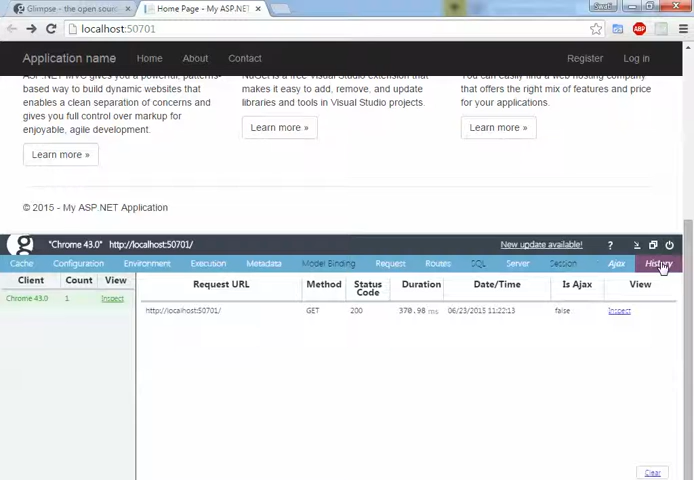 Glimpse - the open sour
Home Page - My ASP.NET
Swati
localhost:50701
ABP
Application name
Home
About
Contact
Register
Log in
ASP.NET MVC gives you a powerful, patterns-
based way to build dynamic websites that
enables a clean separation of concerns and
gives you full control over markup for
enjoyable, agile development.
Learn more »
NuGet is a free Visual Studio extension that
makes it easy to add, remove, and update
libraries and tools in Visual Studio projects.
Learn more »
You can easily find a web hosting company
that offers the right mix of features and price
for your applications.
Learn more »
© 2015 - My ASP.NET Application
g
"Chrome 43.0" http://localhost:50701/
New update available!
?
Cache
Configuration
Environment
Execution
Metadata
Model Binding
Request
Routes
SQL
Server
Session
Ajax
History
Client
Count
View
Chrome 43.0
1
Inspect
Request URL
Method
Status
Code
Duration
Date/Time
Is Ajax
View
http://localhost:50701/
GET
200
370.98 ms
06/23/2015 11:22:13
false
Inspect
Clear